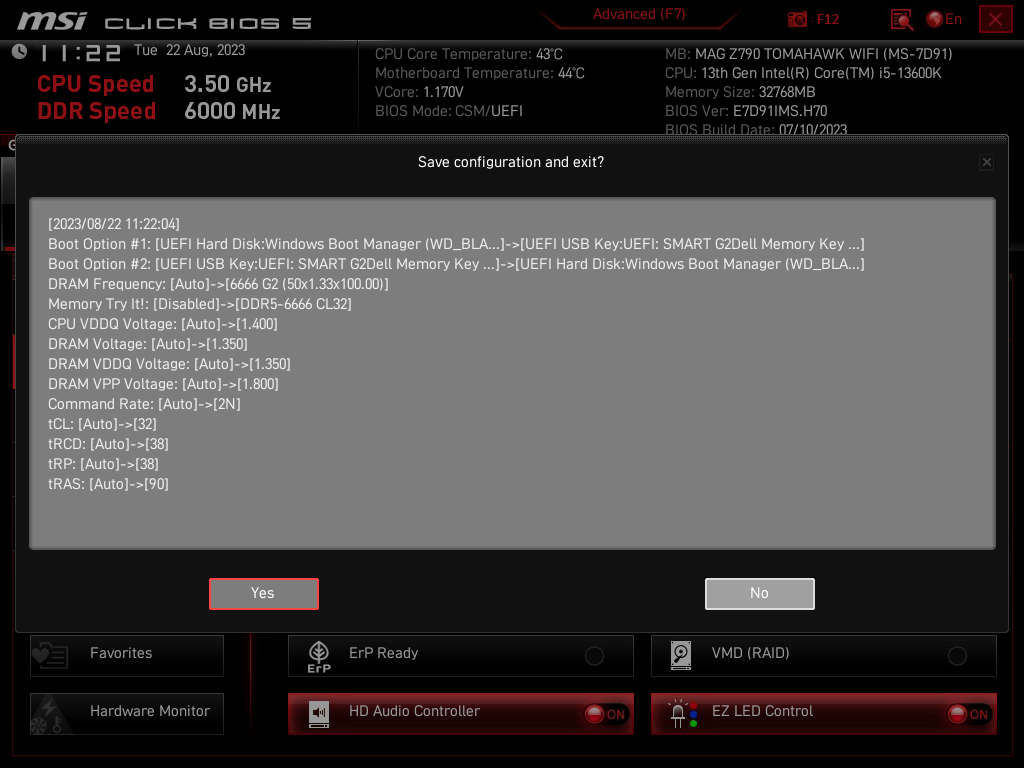 msi CLICK BIOS 5
Advanced (F7)
F12
En
11:22 Tue 22 Aug, 2023
CPU Speed 3.50 GHz
DDR Speed 6000 MHz
CPU Core Temperature: 43°C
Motherboard Temperature: 44°C
VCore: 1.170V
BIOS Mode: CSM/UEFI
MB: MAG Z790 TOMAHAWK WIFI (MS-7D91)
CPU: 13th Gen Intel(R) Core(TM) i5-13600K
Memory Size: 32768MB
BIOS Ver: E7D91IMS.H70
BIOS Build Date: 07/10/2023
Save configuration and exit?
[2023/08/22 11:22:04]
Boot Option #1: [UEFI Hard Disk:Windows Boot Manager (WD_BLA...]->[UEFI USB Key:UEFI: SMART G2Dell Memory Key ...]
Boot Option #2: [UEFI USB Key:UEFI: SMART G2Dell Memory Key ...]->[UEFI Hard Disk:Windows Boot Manager (WD_BLA...]
DRAM Frequency: [Auto]->[6666 G2 (50x1.33x100.00)]
Memory Try It!: [Disabled]->[DDR5-6666 CL32]
CPU VDDQ Voltage: [Auto]->[1.400]
DRAM Voltage: [Auto]->[1.350]
DRAM VDDQ Voltage: [Auto]->[1.350]
DRAM VPP Voltage: [Auto]->[1.800]
Command Rate: [Auto]->[2N]
tCL: [Auto]->[32]
tRCD: [Auto]->[38]
tRP: [Auto]->[38]
tRAS: [Auto]->[90]
Yes
No
Favorites
ErP
ErP Ready
VMD (RAID)
Hardware Monitor
HD Audio Controller
ON
EZ LED Control
ON